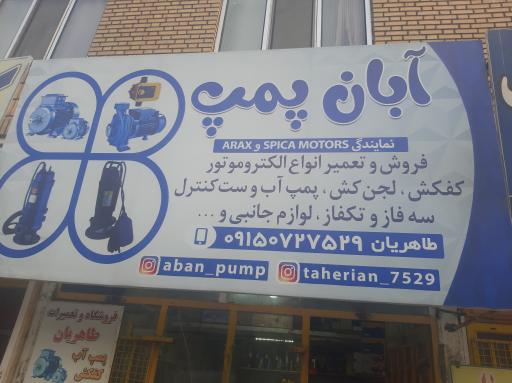 آبان پمپ
نمایندگی SPICA MOTORS و ARAX
فروش و تعمیر انواع الکتروموتور
کفکش ، لجن کش ، پمپ آب و ست کنترل
سه فاز و تکفاز ، لوازم جانبی و ...
طاهریان ۰۹۱۵۰۷۲۷۵۲۹
aban_pump taherian_7529
فروشگاه و تعمیرات
طاهریان
پمپ آب
کفکش